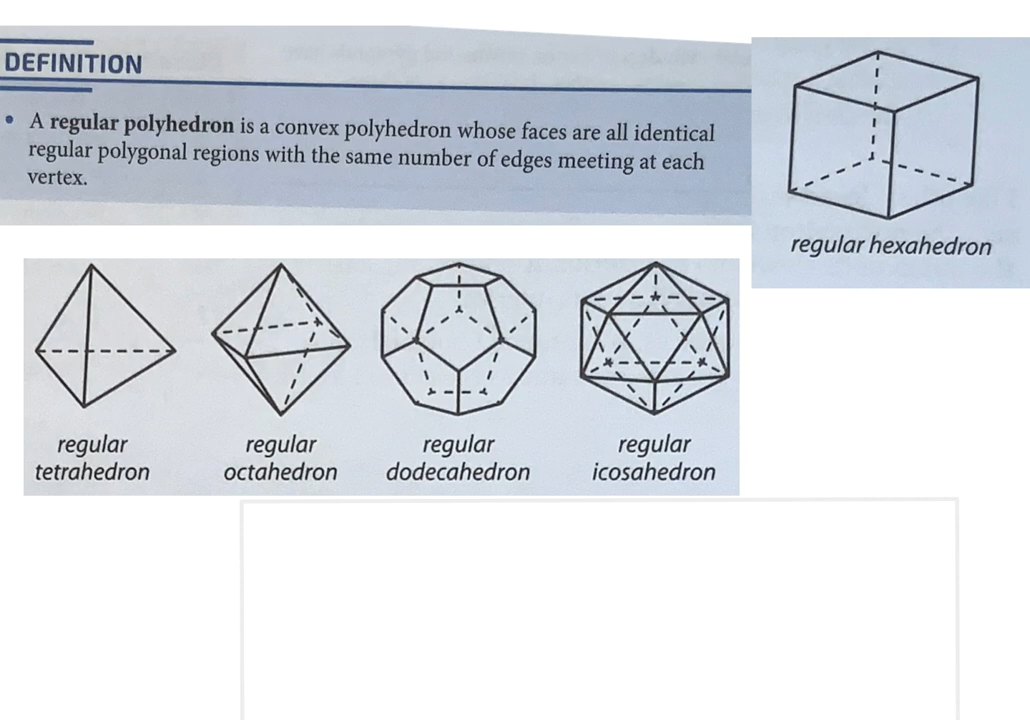 DEFINITION
• A regular polyhedron is a convex polyhedron whose faces are all identical
regular polygonal regions with the same number of edges meeting at each
vertex.
regular hexahedron
regular
tetrahedron
regular
octahedron
regular
dodecahedron
regular
icosahedron